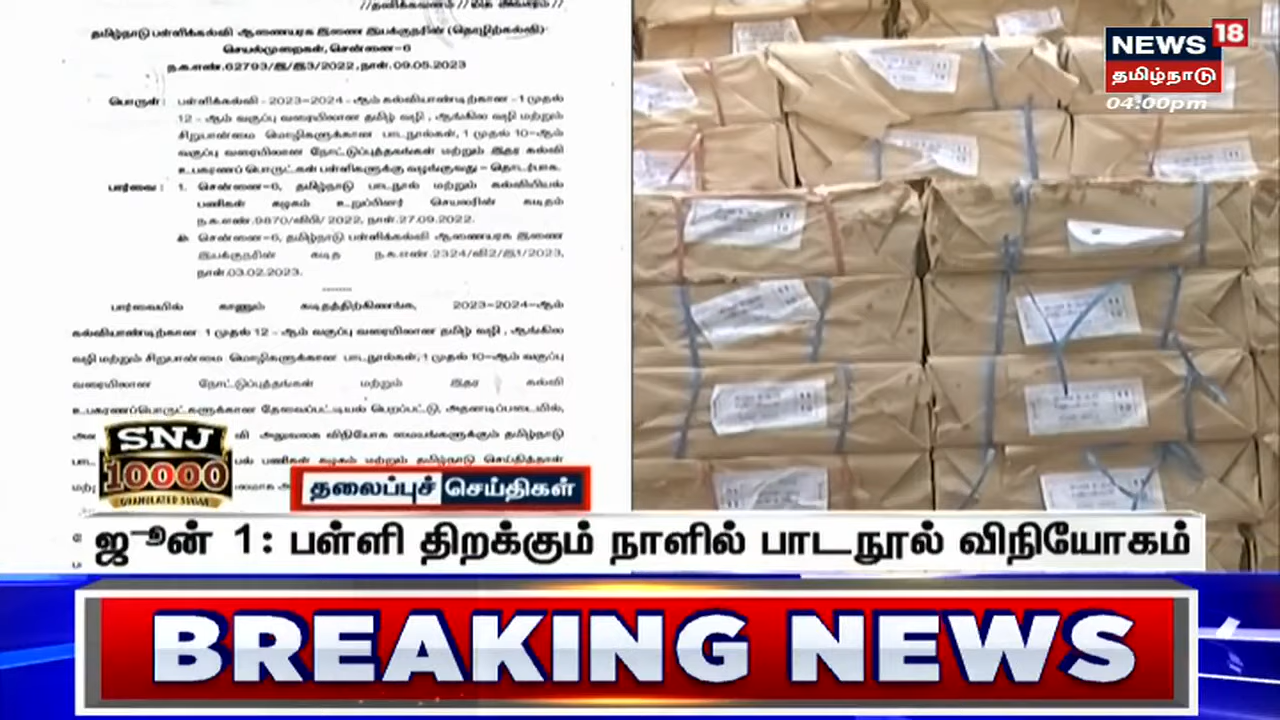 //தனிக்கவனம் // மிக அவசரம் //
தமிழ்நாடு பள்ளிக்கல்வி ஆணையரக இணை இயக்குநரின் (தொழிற்கல்வி)
செயல்முறைகள், சென்னை-6
ந.க.எண்.62793/இ/இ3/2022, நாள்.09.05.2023
பொருள் : பள்ளிக்கல்வி - 2023-2024 - ஆம் கல்வியாண்டிற்கான - 1 முதல்
12 - ஆம் வகுப்பு வரையிலான தமிழ் வழி , ஆங்கில வழி மற்றும்
சிறுபான்மை மொழிகளுக்கான பாடநூல்கள், 1 முதல் 10-ஆம்
வகுப்பு வரையிலான நோட்டுப்புத்தகங்கள் மற்றும் இதர கல்வி
உபகரணப் பொருட்கள் பள்ளிகளுக்கு வழங்குவது - தொடர்பாக.
பார்வை : 1. சென்னை-6, தமிழ்நாடு பாடநூல் மற்றும் கல்வியியல்
பணிகள் கழகம் உறுப்பினர் செயலரின் கடிதம்
ந.க.எண்.9870/விபி/ 2022, நாள்.27.09.2022.
சென்னை-6, தமிழ்நாடு பள்ளிக்கல்வி ஆணையரக இணை
இயக்குநரின் கடித ந.க.எண்.2324/வி2/இ1/2023,
நாள்.03.02.2023.
பார்வையில் காணும் கடிதத்திற்கிணங்க, 2023-2024-ஆம்
கல்வியாண்டிற்கான 1 முதல் 12 - ஆம் வகுப்பு வரையிலான தமிழ் வழி , ஆங்கில
வழி மற்றும் சிறுபான்மை மொழிகளுக்கான பாடநூல்கள், 1 முதல் 10-ஆம் வகுப்பு
வரையிலான நோட்டுப்புத்தங்கள் மற்றும் இதர கல்வி
உபகரணப்பொருட்களுக்கான தேவைப்பட்டியல் பெறப்பட்டு, அதனடிப்படையில்,
அலுவலக விநியோக மையங்களுக்கும் தமிழ்நாடு
பணிகள் கழகம் மற்றும் தமிழ்நாடு செய்தித்தாள்
NEWS 18
தமிழ்நாடு
04:00pm
SNJ
10000
GRANULATED SUGAR
தலைப்புச் செய்திகள்
ஜூன் 1: பள்ளி திறக்கும் நாளில் பாடநூல் விநியோகம்
BREAKING NEWS